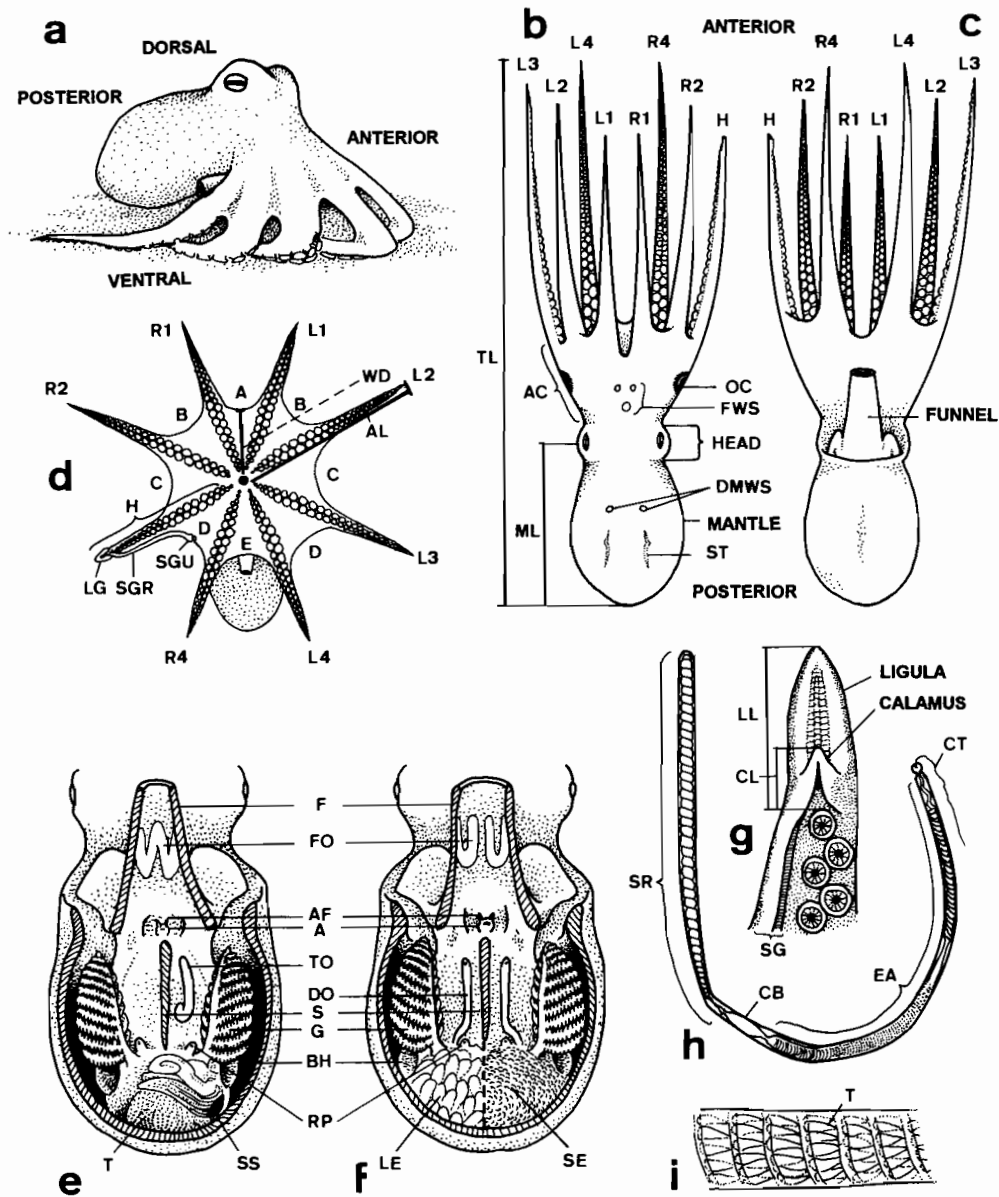 a
DORSAL
POSTERIOR
ANTERIOR
VENTRAL
b
ANTERIOR
c
L4 R4
L3 L2 L1 R1 R2 H
R4 L4
H R2 R1 L1 L2 L3
TL
AC
OC
FWS
HEAD
FUNNEL
DMWS
ML
MANTLE
ST
POSTERIOR
d
R1 L1
R2
A
WD
L2
B B
AL
C C
H
D
E
D
SGU
LG SGR
L3
R4
L4
F
FO
AF
A
TO
DO
S
G
BH
RP
T
SS
LE
SE
e
f
LIGULA
LL
CALAMUS
CT
CL
g
SR
SG
EA
CB
h
T
i